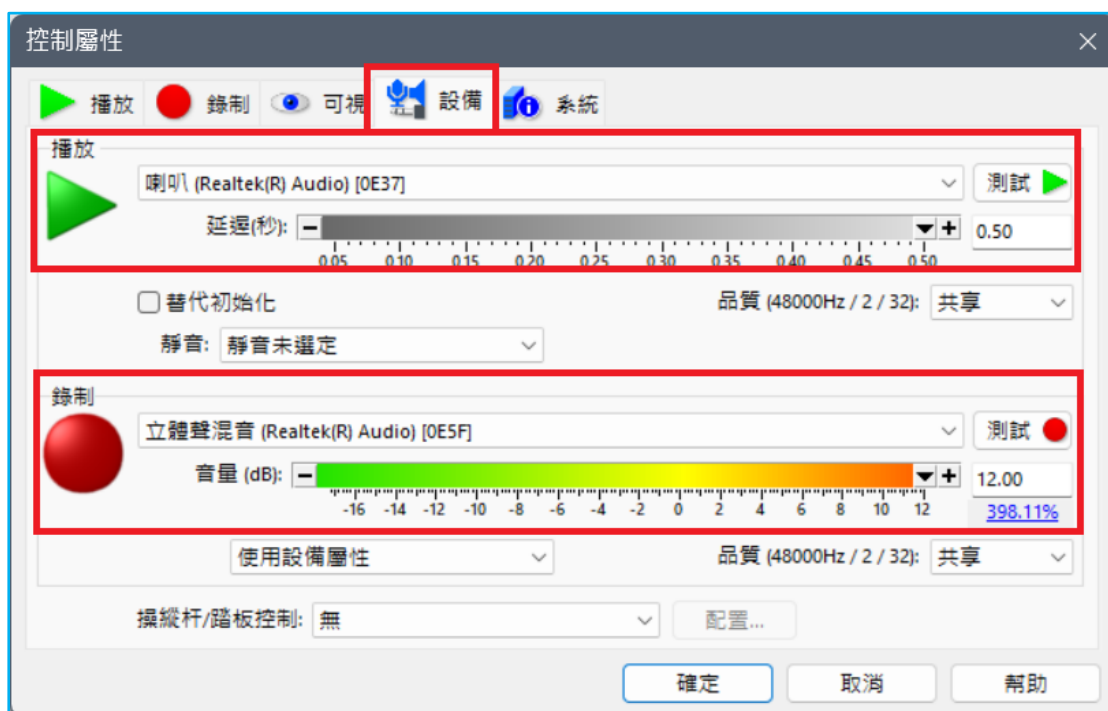 控制屬性
播放 錄制 可視 設備 系統
播放
喇叭 (Realtek(R) Audio) [0E37] 測試
延遲(秒): 0.50
0.05 0.10 0.15 0.20 0.25 0.30 0.35 0.40 0.45 0.50
替代初始化 品質 (48000Hz / 2 / 32): 共享
靜音: 靜音未選定
錄制
立體聲混音 (Realtek(R) Audio) [0E5F] 測試
音量 (dB): 12.00
-16 -14 -12 -10 -8 -6 -4 -2 0 2 4 6 8 10 12 398.11%
使用設備屬性 品質 (48000Hz / 2 / 32): 共享
操縱杆/踏板控制: 無 配置...
確定 取消 幫助